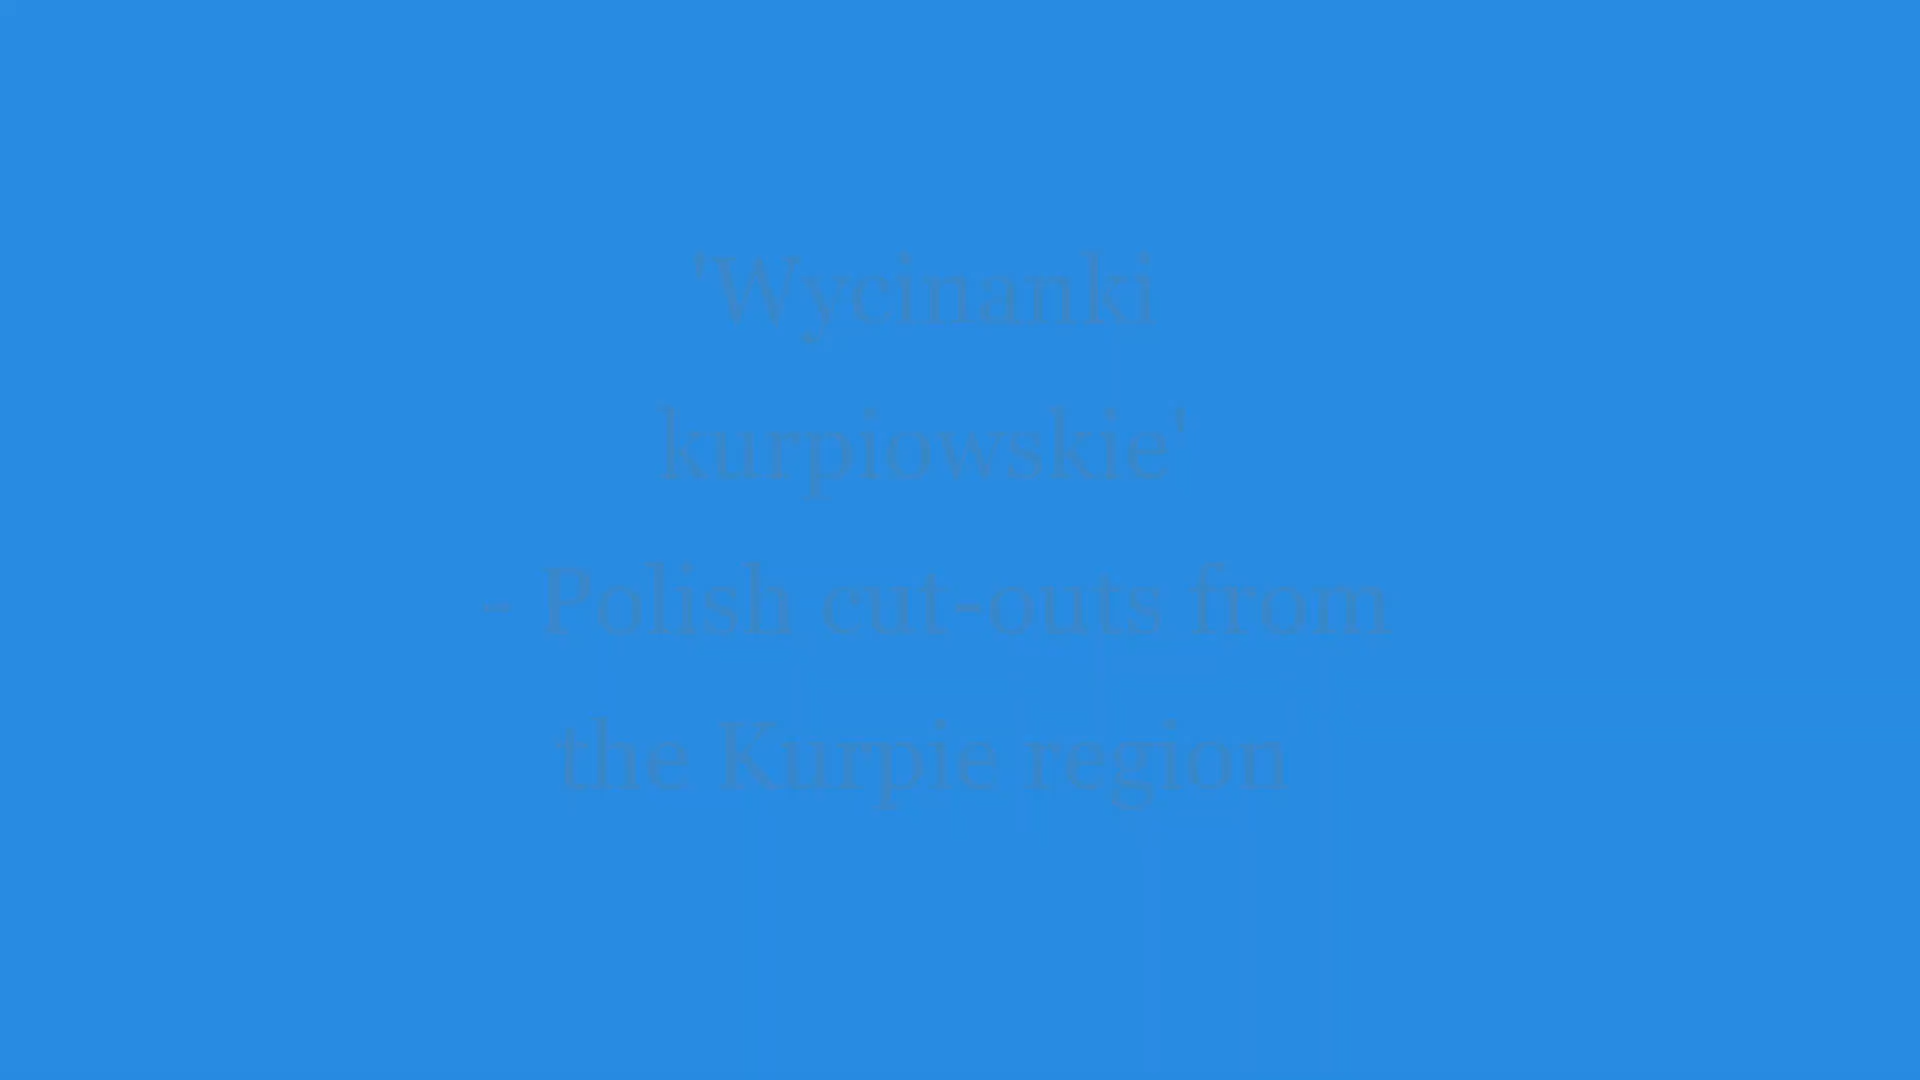 'Wycinanki
kurpiowskie'
- Polish cut-outs from
the Kurpie region